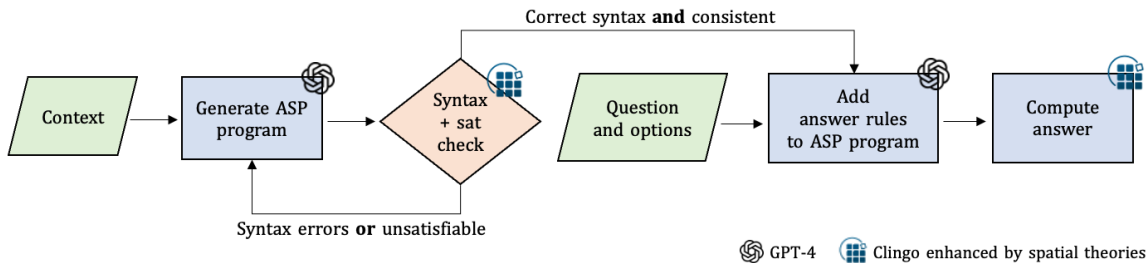 Correct syntax and consistent
Context
Generate ASP
program
Syntax
+ sat
check
Question
and options
Add
answer rules
to ASP program
Compute
answer
Syntax errors or unsatisfiable
GPT-4
Clingo enhanced by spatial theories